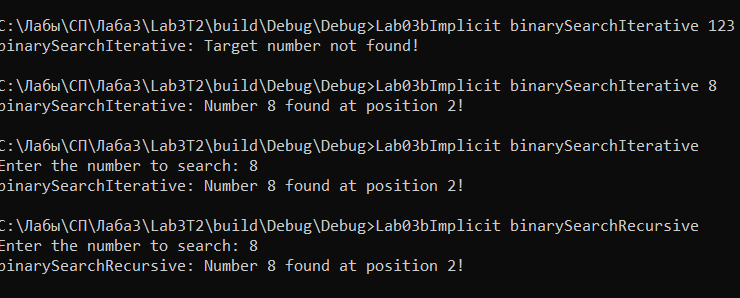 C:\Лабы\СП\Лаба3\Lab3T2\build\Debug\Debug>Lab03bImplicit binarySearchIterative 123
binarySearchIterative: Target number not found!
C:\Лабы\СП\Лаба3\Lab3T2\build\Debug\Debug>Lab03bImplicit binarySearchIterative 8
binarySearchIterative: Number 8 found at position 2!
C:\Лабы\СП\Лаба3\Lab3T2\build\Debug\Debug>Lab03bImplicit binarySearchIterative
Enter the number to search: 8
binarySearchIterative: Number 8 found at position 2!
C:\Лабы\СП\Лаба3\Lab3T2\build\Debug\Debug>Lab03bImplicit binarySearchRecursive
Enter the number to search: 8
binarySearchRecursive: Number 8 found at position 2!